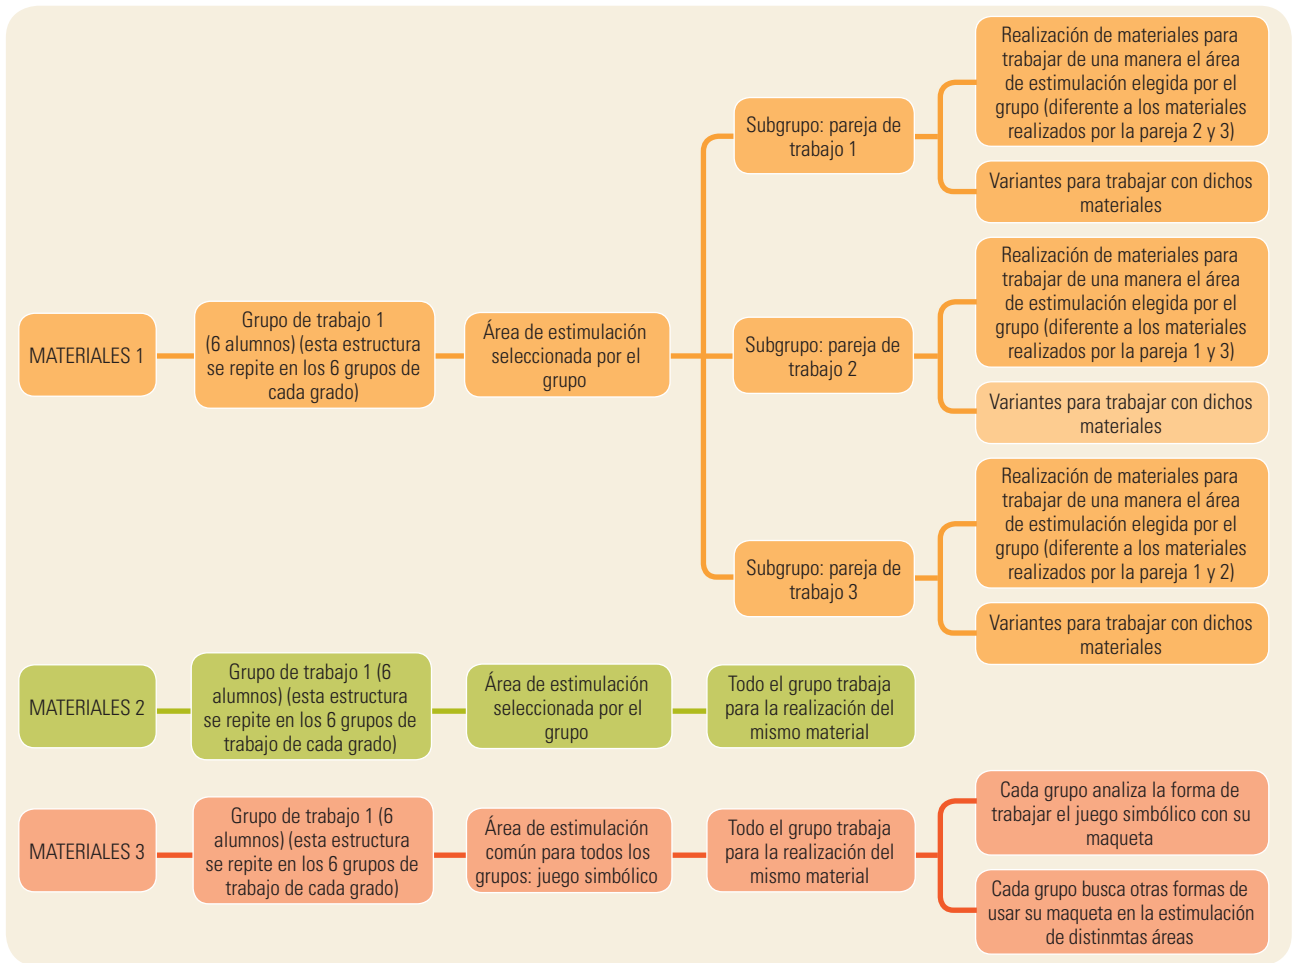 MATERIALES 1
Grupo de trabajo 1
(6 alumnos) (esta estructura
se repite en los 6 grupos de
cada grado)
Área de estimulación
seleccionada por el
grupo
Subgrupo: pareja de
trabajo 1
Realización de materiales para
trabajar de una manera el área
de estimulación elegida por el
grupo (diferente a los materiales
realizados por la pareja 2 y 3)
Variantes para trabajar con dichos
materiales
Subgrupo: pareja de
trabajo 2
Realización de materiales para
trabajar de una manera el área
de estimulación elegida por el
grupo (diferente a los materiales
realizados por la pareja 1 y 3)
Variantes para trabajar con dichos
materiales
Subgrupo: pareja de
trabajo 3
Realización de materiales para
trabajar de una manera el área
de estimulación elegida por el
grupo (diferente a los materiales
realizados por la pareja 1 y 2)
Variantes para trabajar con dichos
materiales
MATERIALES 2
Grupo de trabajo 1 (6
alumnos) (esta estructura
se repite en los 6 grupos de
trabajo de cada grado)
Área de estimulación
seleccionada por el
grupo
Todo el grupo trabaja
para la realización del
mismo material
MATERIALES 3
Grupo de trabajo 1 (6
alumnos) (esta estructura
se repite en los 6 grupos de
trabajo de cada grado)
Área de estimulación
común para todos los
grupos: juego simbólico
Todo el grupo trabaja
para la realización del
mismo material
Cada grupo analiza la forma de
trabajar el juego simbólico con su
maqueta
Cada grupo busca otras formas de
usar su maqueta en la estimulación
de distinmtas áreas